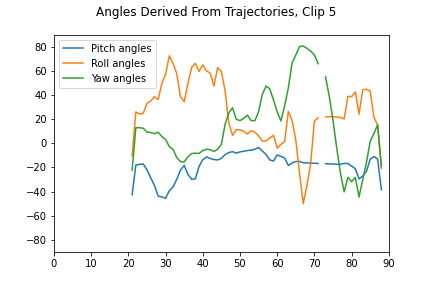 Angles Derived From Trajectories, Clip 5
Pitch angles
Roll angles
Yaw angles
80
60
40
20
0
−20
−40
−60
−80
0 10 20 30 40 50 60 70 80 90